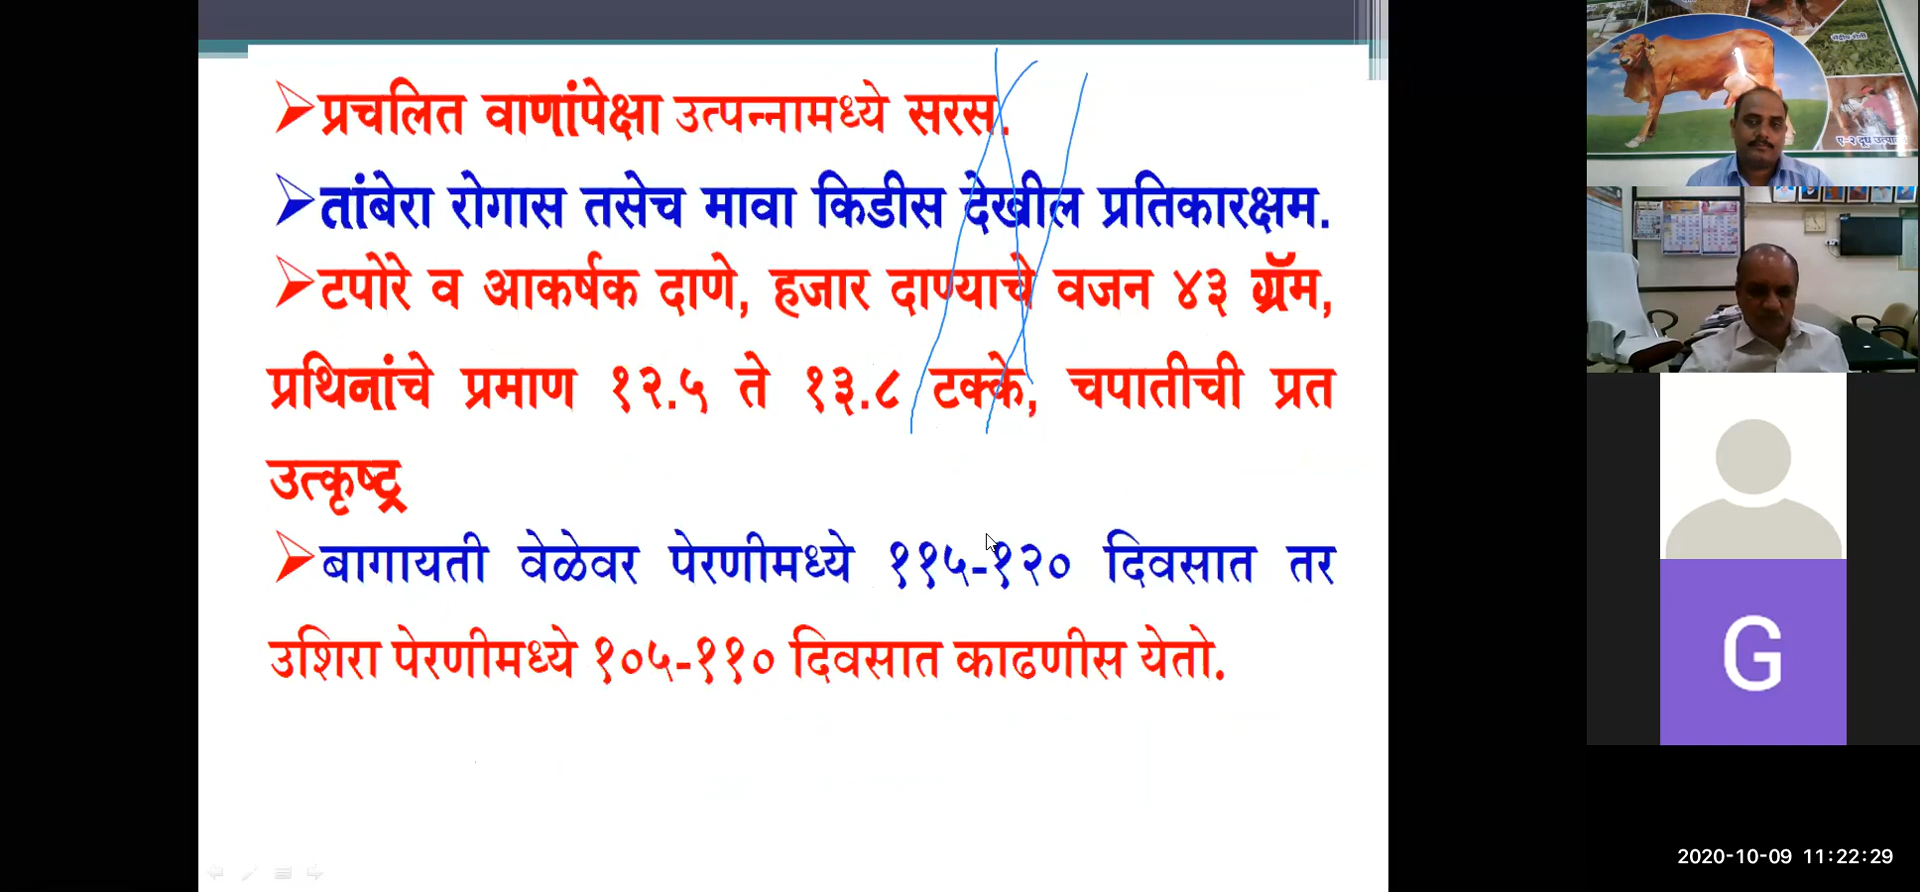 प्रचलित वाणांपेक्षा उत्पन्नामध्ये सरस.
तांबेरा रोगास तसेच मावा किडीस देखील प्रतिकारक्षम.
टपोरे व आकर्षक दाणे, हजार दाण्याचे वजन ४३ ग्रॅम,
प्रथिनांचे प्रमाण १२.५ ते १३.८ टक्के, चपातीची प्रत
उत्कृष्ट्र
बागायती वेळेवर पेरणीमध्ये ११५-१२० दिवसात तर
उशिरा पेरणीमध्ये १०५-११० दिवसात काढणीस येतो.
ए-२ दूध उत्पा
G
2020-10-09 11:22:29